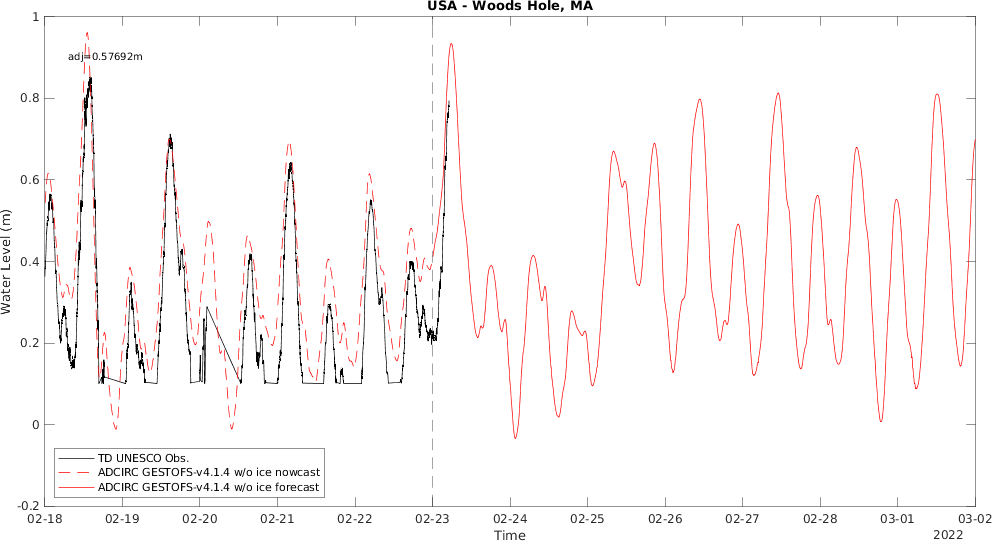 USA - Woods Hole, MA
adj=0.57692m
1
0.8
0.6
0.4
0.2
0
-0.2
Water Level (m)
TD UNESCO Obs.
ADCIRC GESTOFS-v4.1.4 w/o ice nowcast
ADCIRC GESTOFS-v4.1.4 w/o ice forecast
02-18 02-19 02-20 02-21 02-22 02-23 02-24 02-25 02-26 02-27 02-28 03-01 03-02
Time
2022